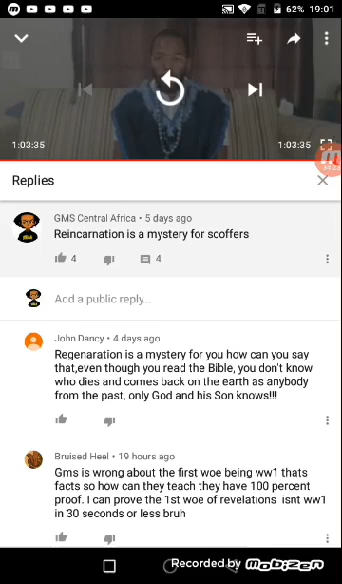 62% 19:01
1:03:35 1:03:35
Replies
GMS Central Africa • 5 days ago
Reincarnation is a mystery for scoffers
4 4
Add a public reply...
John Dancy • 4 days ago
Regenaration is a mystery for you how can you say
that,even though you read the Bible, you don't know
who dies and comes back on the earth as anybody
from the past, only God and his Son knows!!!
Bruised Heel • 19 hours ago
Gms is wrong about the first woe being ww1 thats
facts so how can they teach they have 100 percent
proof. I can prove the 1st woe of revelations isnt ww1
in 30 seconds or less bruh
Recorded by Mobizen